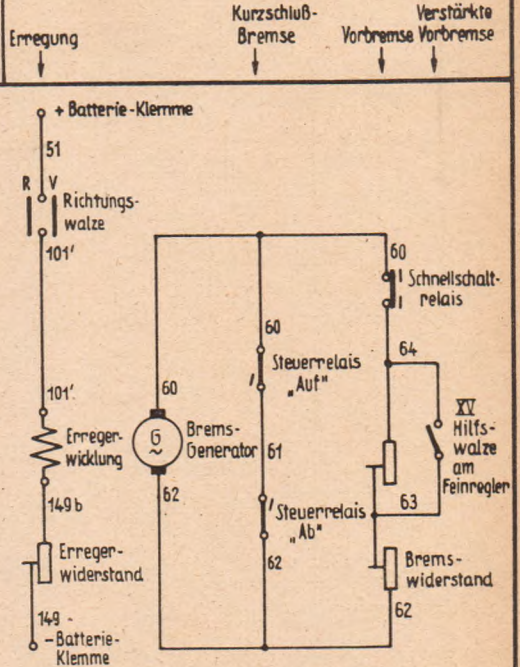 Erregung
Kurzschluß-
Bremse
Vorbremse
Verstärkte
Vorbremse
+ Batterie-Klemme
51
R V
Richtungs-
walze
101'
101'
Erreger-
wicklung
149b
Erreger-
widerstand
149
- Batterie-
Klemme
60
G
~
Brems-
Generator
62
60
Steuerrelais
„Auf"
61
Steuerrelais
„Ab"
62
60
Schnellschalt-
relais
64
XV
Hilfs-
walze
am
Feinregler
63
Brems-
widerstand
62